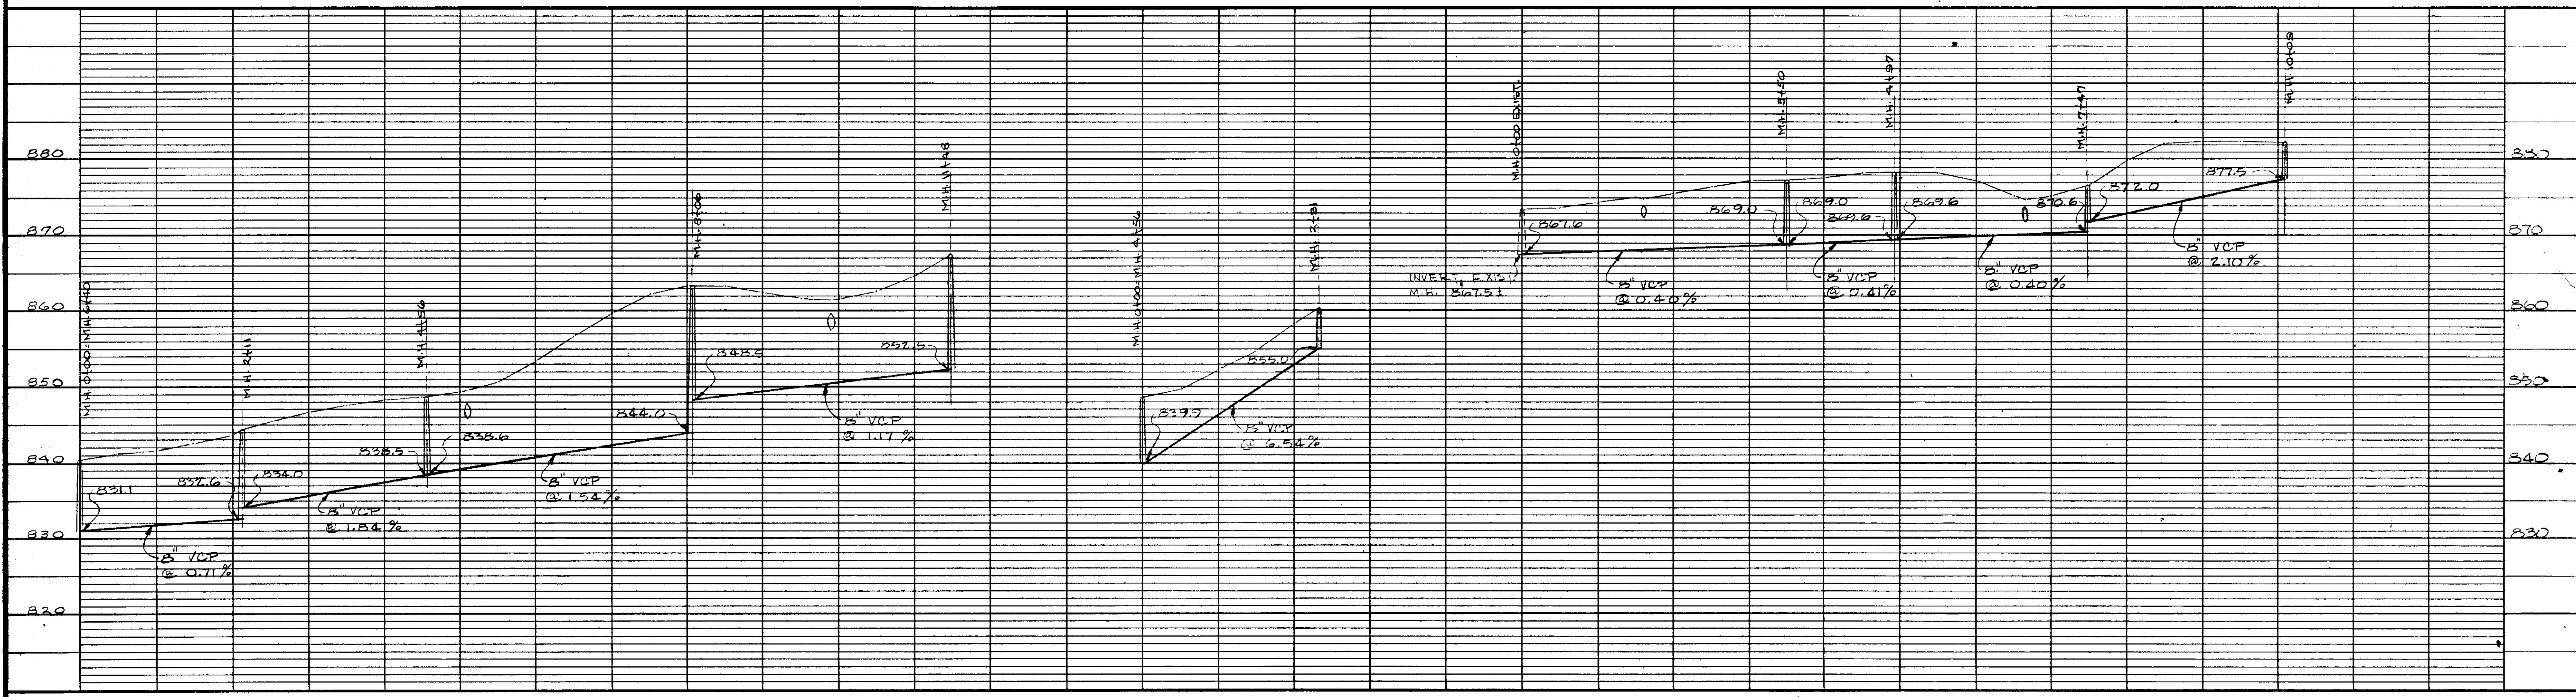 880
870
860
850
840
830
820
M.H. 0+00=M.H. 6+40
831.1
8" VCP
@ 0.71%
832.6
M.H. 2+11
834.0
8" VCP
@ 1.84%
838.5
M.H. 4+56
838.6
8" VCP
@ 1.54%
844.0
M.H. 8+06
848.5
8" VCP
@ 1.17%
852.5
M.H. 11+48
M.H. 0+00=M.H. 4+56
839.9
8" VCP
@ 6.54%
855.0
M.H. 2+31
M.H. 0+00 EXIST.
867.6
INVERT EXIST.
M.H. 867.5±
8" VCP
@ 0.40%
869.0
M.H. 3+50
869.0
8" VCP
@ 0.41%
869.6
M.H. 4+97
869.6
8" VCP
@ 0.40%
870.6
M.H. 7+47
872.0
8" VCP
@ 2.10%
877.5
M.H. 10+09
880
870
860
850
840
830